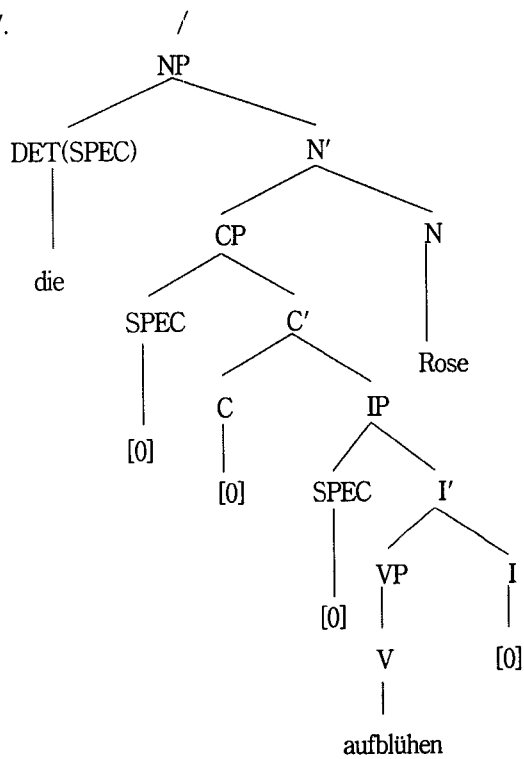 NP
DET(SPEC) N'
CP N
die
SPEC C'
Rose
C IP
[0]
[0] SPEC I'
VP I
[0]
V [0]
aufblühen